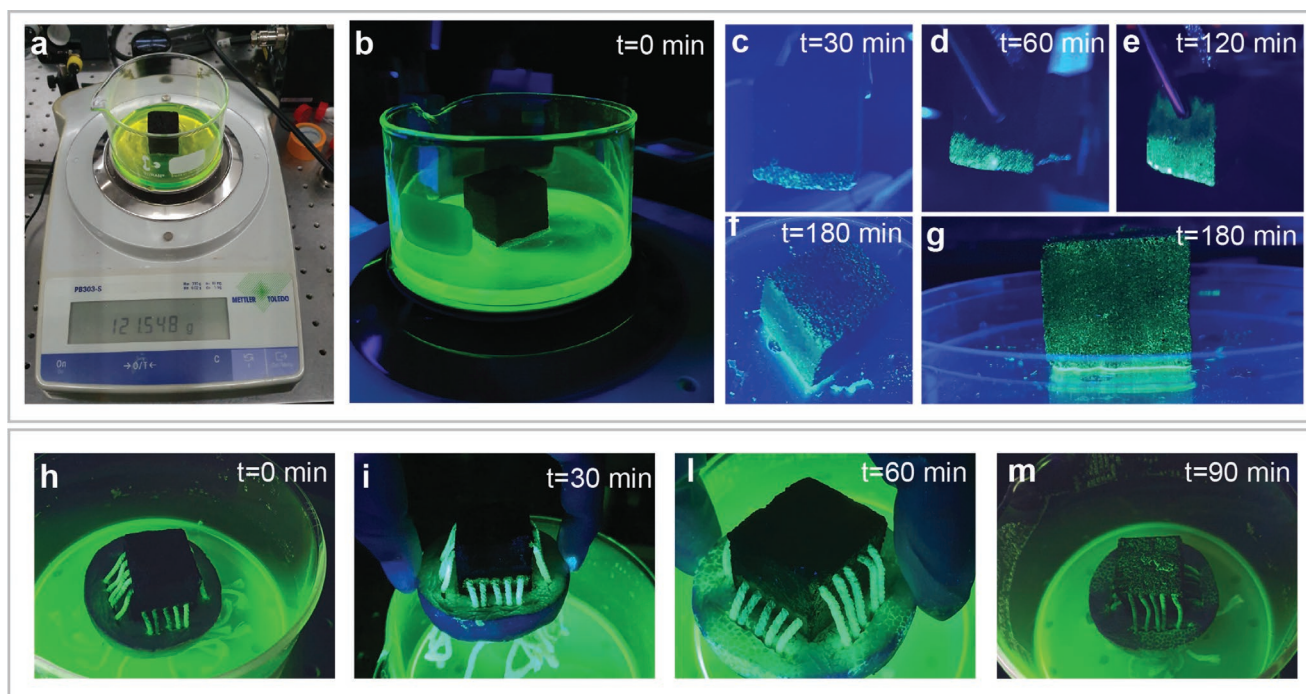 a
PB303-S
METTLER TOLEDO
121.548 g
On
→0/T←
C
b
t=0 min
c
t=30 min
d
t=60 min
e
t=120 min
f
t=180 min
g
t=180 min
h
t=0 min
i
t=30 min
l
t=60 min
m
t=90 min